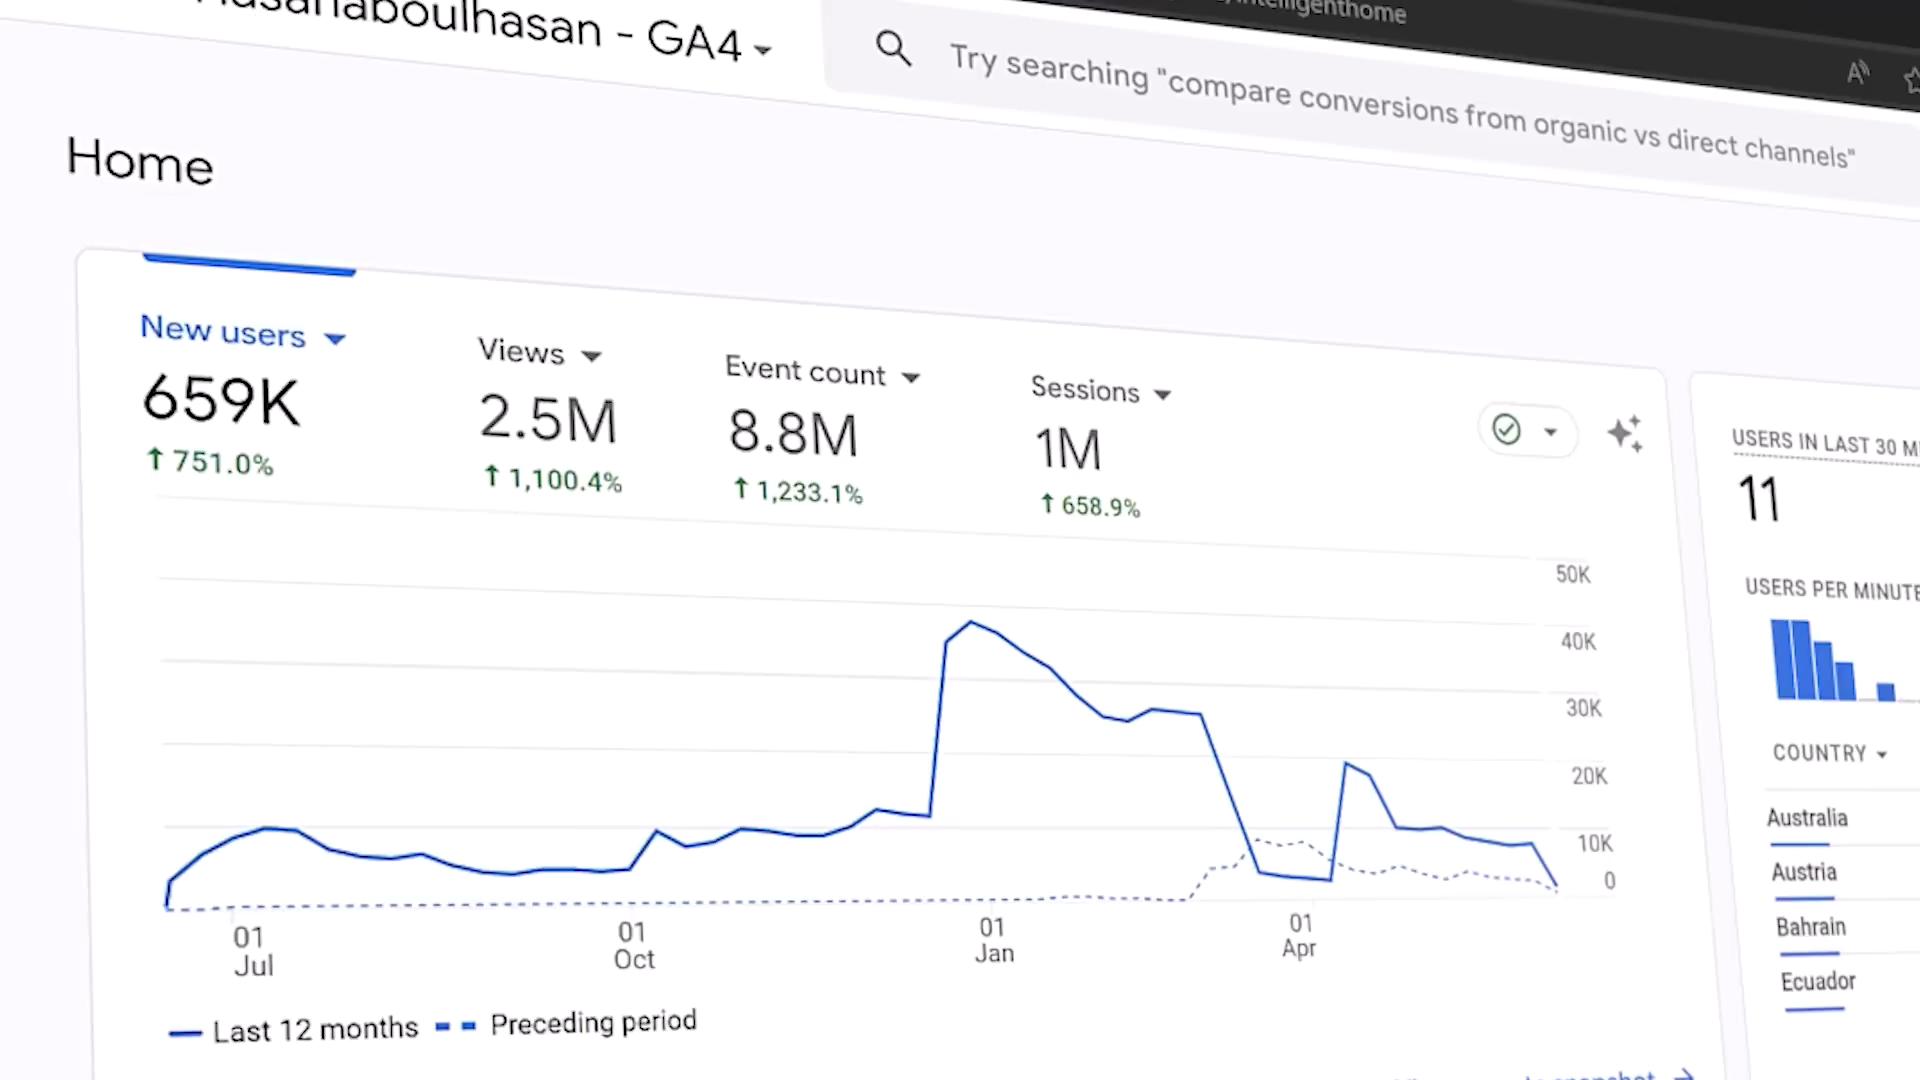 - GA4
Try searching "compare conversions from organic vs direct channels"
Home
New users
659K
751.0%
Views
2.5M
1,100.4%
Event count
8.8M
1,233.1%
Sessions
1M
658.9%
50K
40K
30K
20K
10K
0
01 Jul
01 Oct
01 Jan
01 Apr
Last 12 months
Preceding period
USERS IN LAST 30
11
USERS PER MINUTE
COUNTRY
Australia
Austria
Bahrain
Ecuador